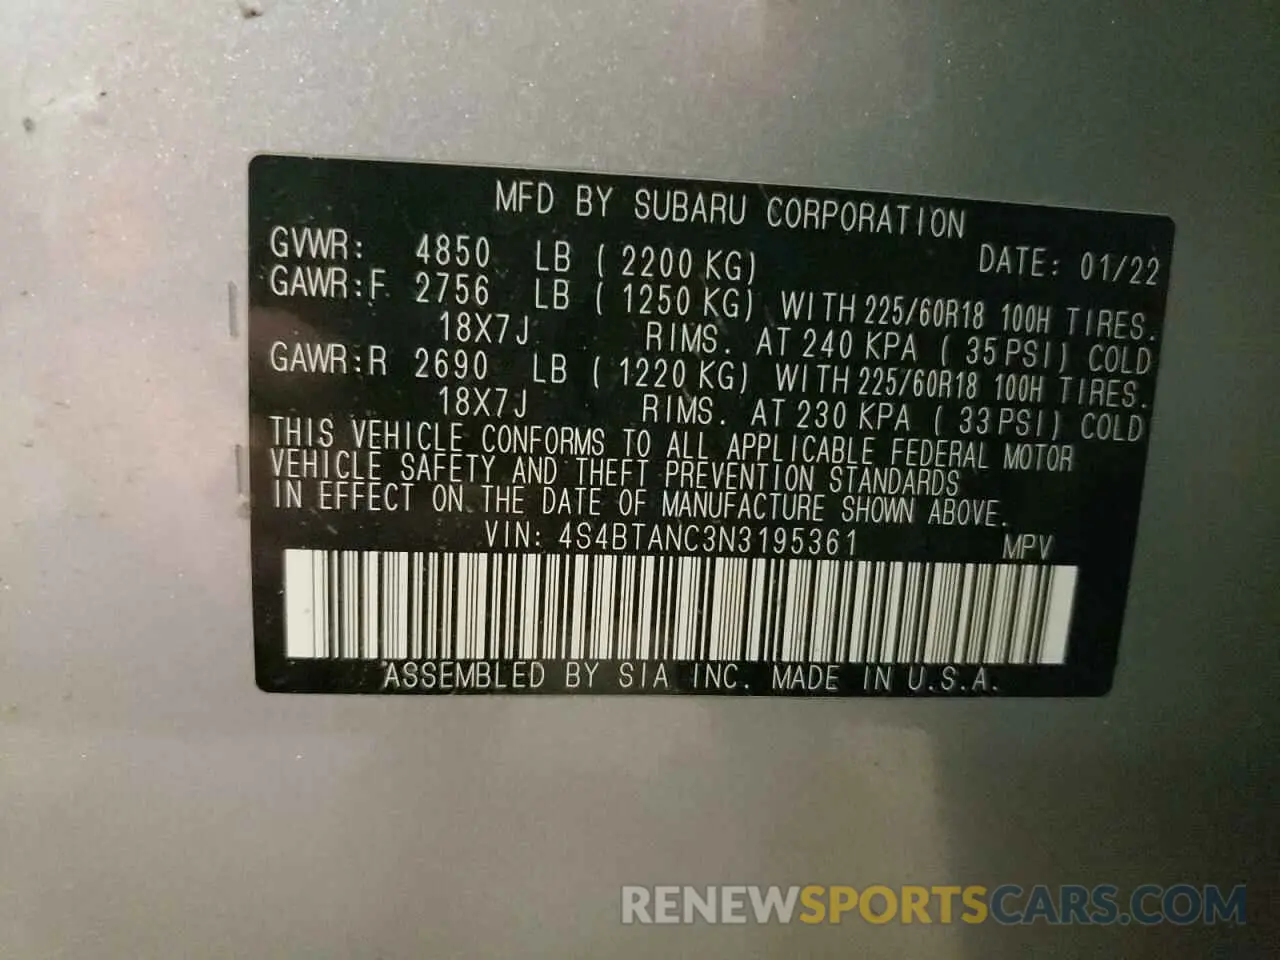 MFD BY SUBARU CORPORATION
GVWR: 4850 LB ( 2200 KG) DATE: 01/22
GAWR:F 2756 LB ( 1250 KG) WITH 225/60R18 100H TIRES.
18X7J RIMS. AT 240 KPA ( 35 PSI) COLD
GAWR:R 2690 LB ( 1220 KG) WITH 225/60R18 100H TIRES.
18X7J RIMS. AT 230 KPA ( 33 PSI) COLD
THIS VEHICLE CONFORMS TO ALL APPLICABLE FEDERAL MOTOR
VEHICLE SAFETY AND THEFT PREVENTION STANDARDS
IN EFFECT ON THE DATE OF MANUFACTURE SHOWN ABOVE.
VIN: 4S4BTANC3N3195361 MPV
ASSEMBLED BY SIA INC. MADE IN U.S.A.
RENEWSPORTSCARS.COM